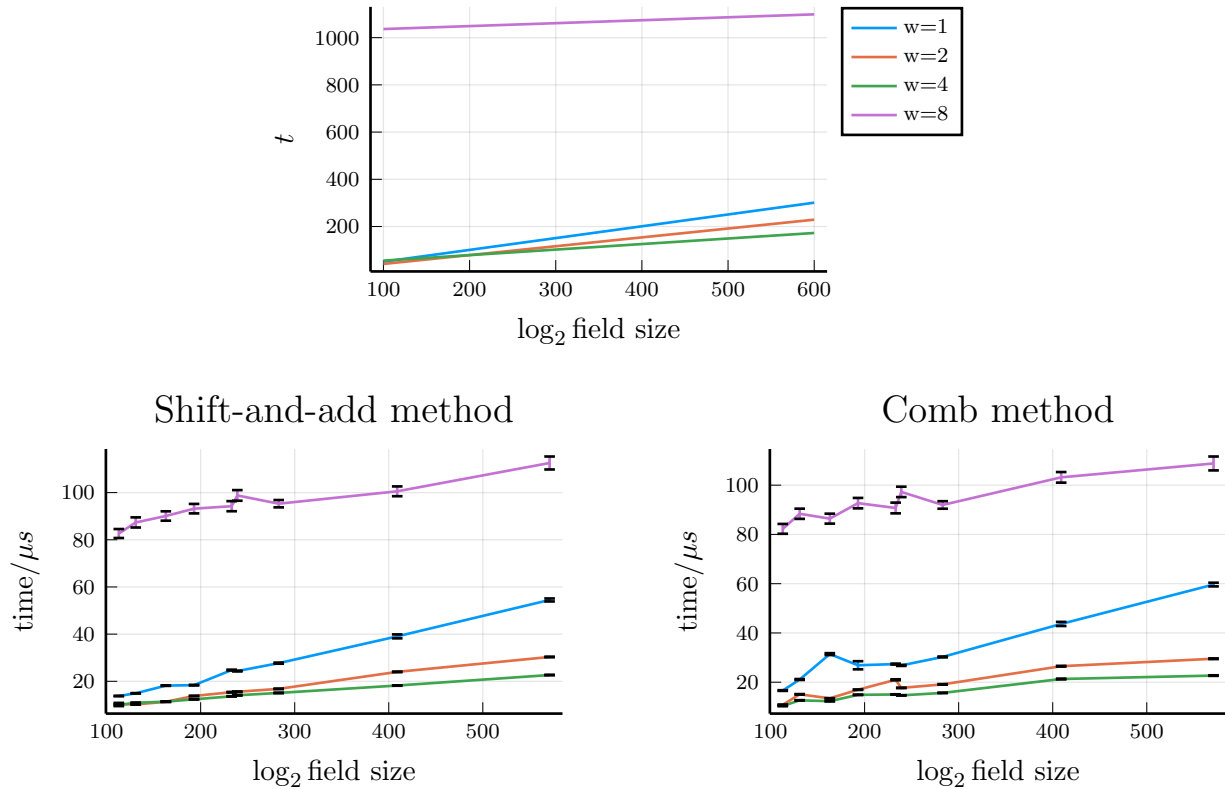 1000
800
600
400
200
t
100 200 300 400 500 600
log₂ field size
w=1
w=2
w=4
w=8
Shift-and-add method
100
80
60
40
20
time/μs
100 200 300 400 500
log₂ field size
Comb method
100
80
60
40
20
time/μs
100 200 300 400 500
log₂ field size